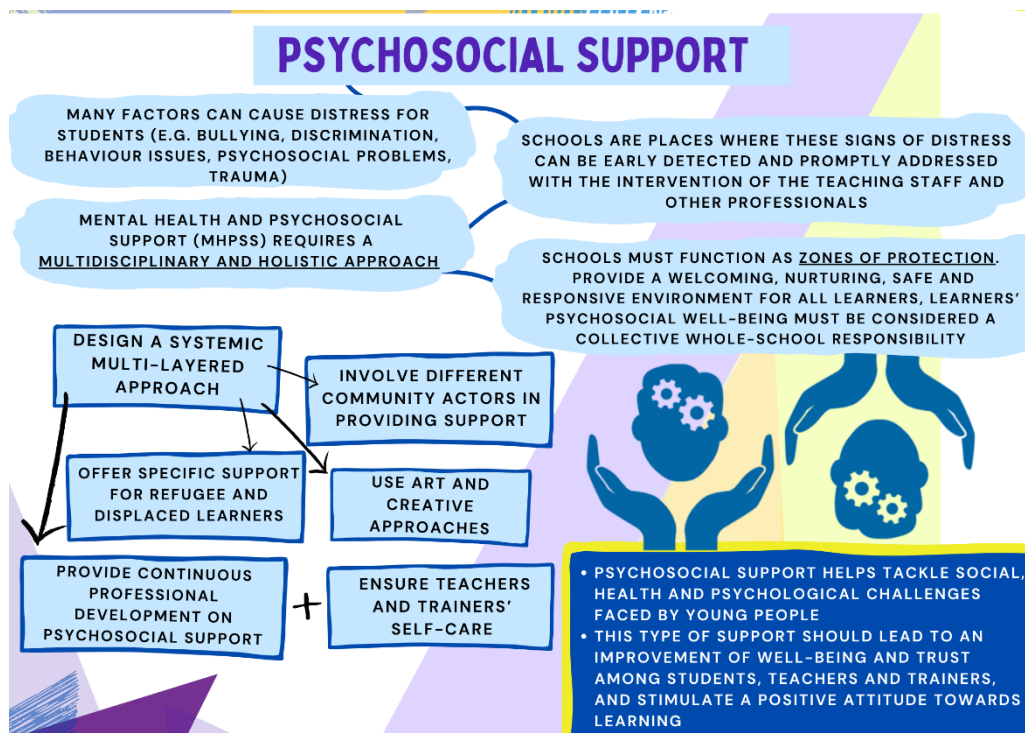 PSYCHOSOCIAL SUPPORT
MANY FACTORS CAN CAUSE DISTRESS FOR
STUDENTS (E.G. BULLYING, DISCRIMINATION,
BEHAVIOUR ISSUES, PSYCHOSOCIAL PROBLEMS,
TRAUMA)
SCHOOLS ARE PLACES WHERE THESE SIGNS OF DISTRESS
CAN BE EARLY DETECTED AND PROMPTLY ADDRESSED
WITH THE INTERVENTION OF THE TEACHING STAFF AND
OTHER PROFESSIONALS
MENTAL HEALTH AND PSYCHOSOCIAL
SUPPORT (MHPSS) REQUIRES A
MULTIDISCIPLINARY AND HOLISTIC APPROACH
SCHOOLS MUST FUNCTION AS ZONES OF PROTECTION.
PROVIDE A WELCOMING, NURTURING, SAFE AND
RESPONSIVE ENVIRONMENT FOR ALL LEARNERS, LEARNERS'
PSYCHOSOCIAL WELL-BEING MUST BE CONSIDERED A
COLLECTIVE WHOLE-SCHOOL RESPONSIBILITY
DESIGN A SYSTEMIC
MULTI-LAYERED
APPROACH
INVOLVE DIFFERENT
COMMUNITY ACTORS IN
PROVIDING SUPPORT
OFFER SPECIFIC SUPPORT
FOR REFUGEE AND
DISPLACED LEARNERS
USE ART AND
CREATIVE
APPROACHES
PROVIDE CONTINUOUS
PROFESSIONAL
DEVELOPMENT ON
PSYCHOSOCIAL SUPPORT
+
ENSURE TEACHERS
AND TRAINERS'
SELF-CARE
• PSYCHOSOCIAL SUPPORT HELPS TACKLE SOCIAL,
HEALTH AND PSYCHOLOGICAL CHALLENGES
FACED BY YOUNG PEOPLE
• THIS TYPE OF SUPPORT SHOULD LEAD TO AN
IMPROVEMENT OF WELL-BEING AND TRUST
AMONG STUDENTS, TEACHERS AND TRAINERS,
AND STIMULATE A POSITIVE ATTITUDE TOWARDS
LEARNING